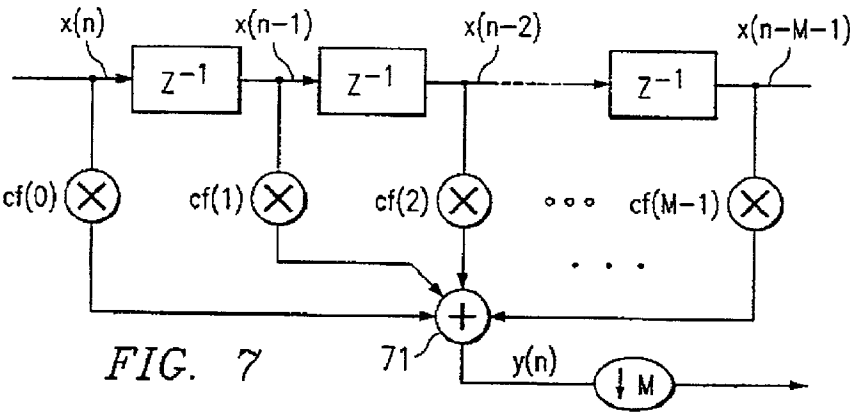 x(n) x(n-1) x(n-2) x(n-M-1)
Z⁻¹ Z⁻¹ Z⁻¹
cf(0) cf(1) cf(2) cf(M-1)
+
71
FIG. 7
y(n) ↓ M